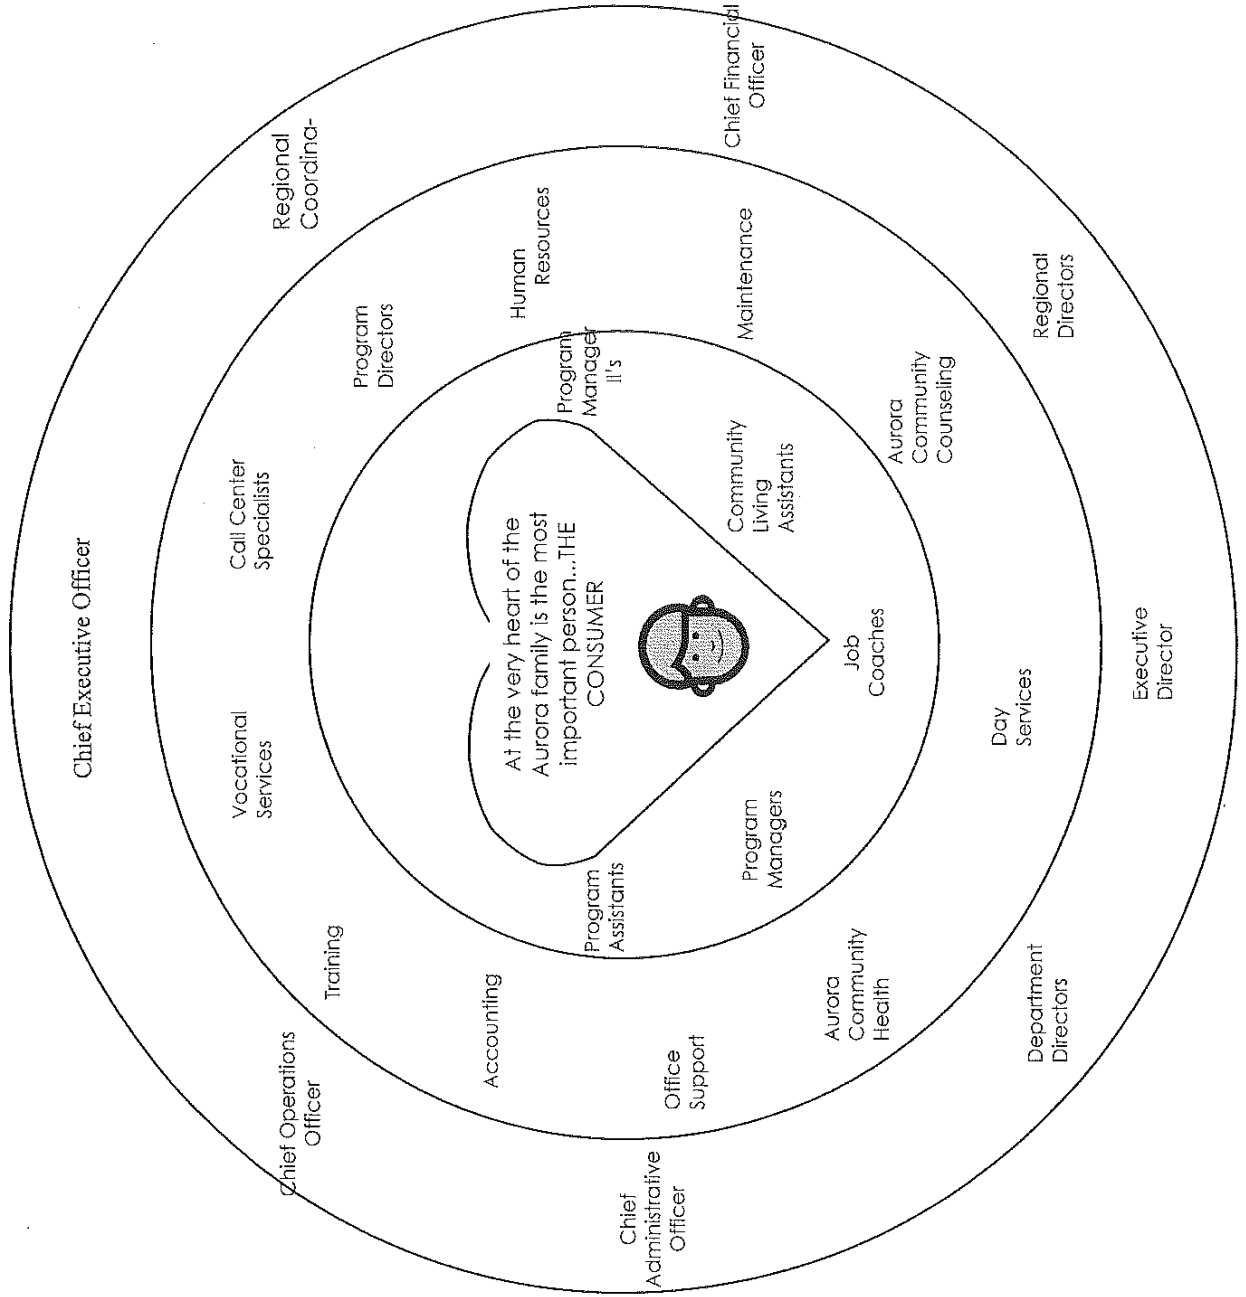 Chief Executive Officer
Chief Operations
Officer
Regional
Coordina-
Chief
Administrative
Officer
Chief Financial
Officer
Department
Directors
Executive
Director
Regional
Directors
Vocational
Services
Call Center
Specialists
Training
Program
Directors
Accounting
Human
Resources
Office
Support
Maintenance
Aurora
Community
Health
Day
Services
Aurora
Community
Counseling
At the very heart of the
Aurora family is the most
important person...THE
CONSUMER
Program
Assistants
Program
Manager
II's
Program
Managers
Community
Living
Assistants
Job
Coaches